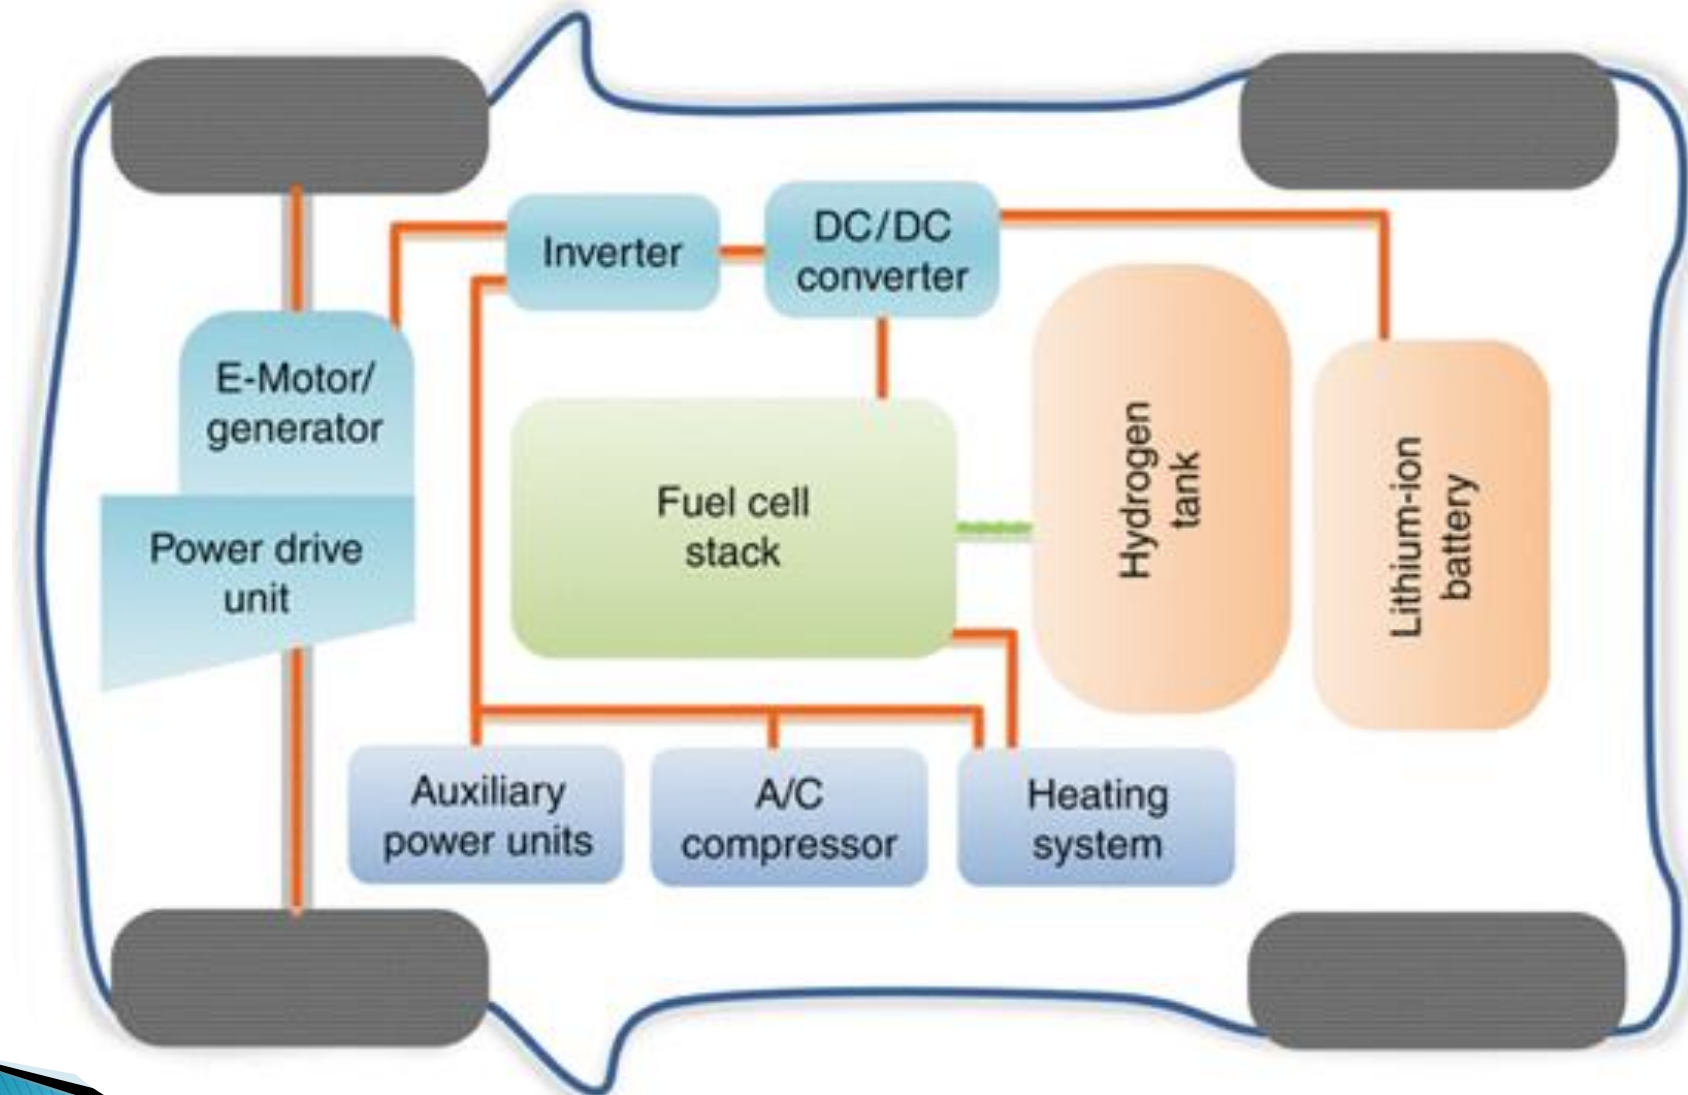 Inverter
DC/DC
converter
E-Motor/
generator
Power drive
unit
Fuel cell
stack
Hydrogen
tank
Lithium-ion
battery
Auxiliary
power units
A/C
compressor
Heating
system